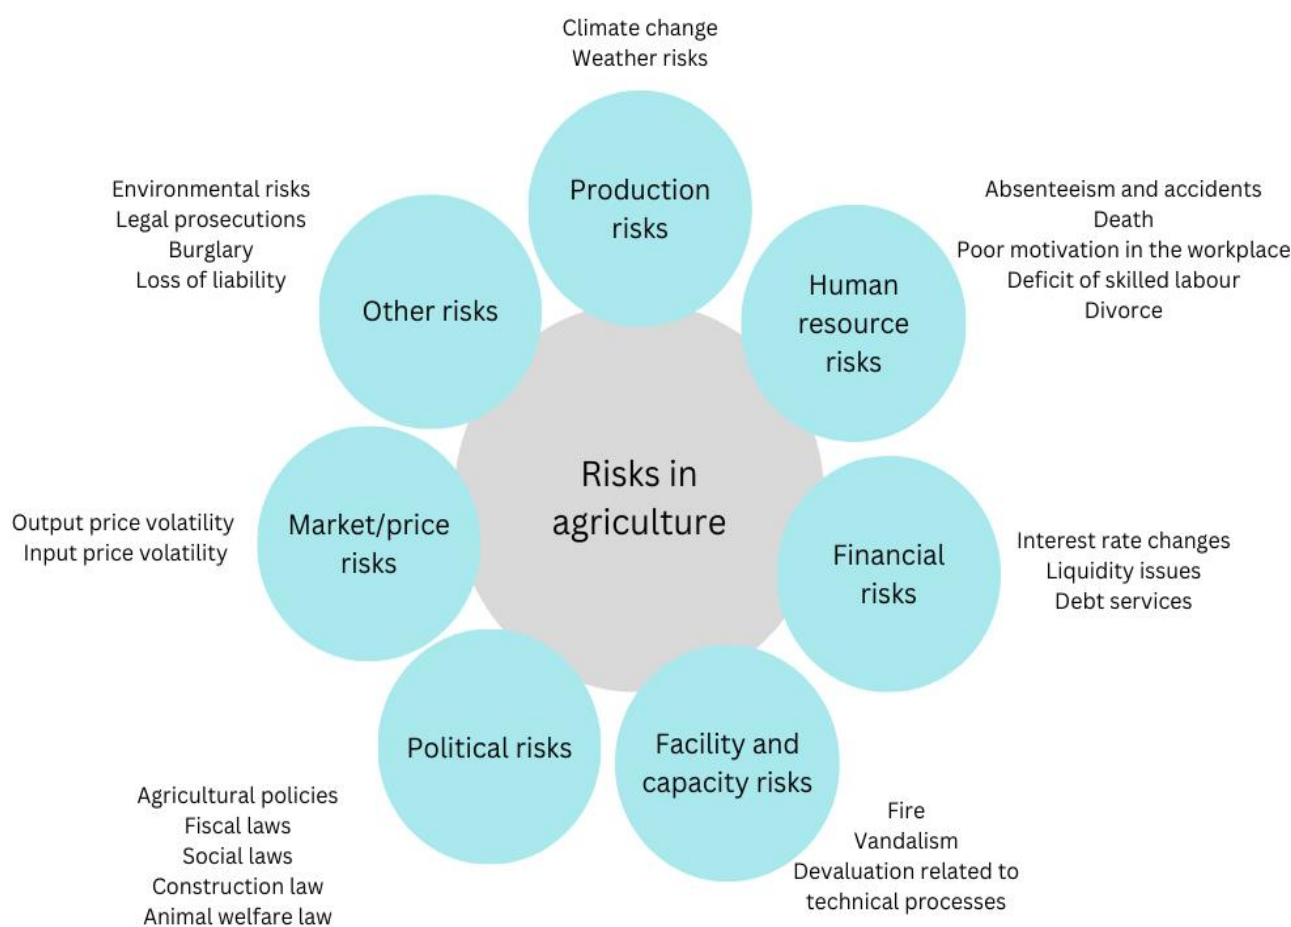 Climate change
Weather risks
Production
risks
Absenteeism and accidents
Death
Poor motivation in the workplace
Deficit of skilled labour
Divorce
Human
resource
risks
Interest rate changes
Liquidity issues
Debt services
Financial
risks
Fire
Vandalism
Devaluation related to
technical processes
Facility and
capacity risks
Political risks
Agricultural policies
Fiscal laws
Social laws
Construction law
Animal welfare law
Market/price
risks
Output price volatility
Input price volatility
Other risks
Environmental risks
Legal prosecutions
Burglary
Loss of liability
Risks in
agriculture